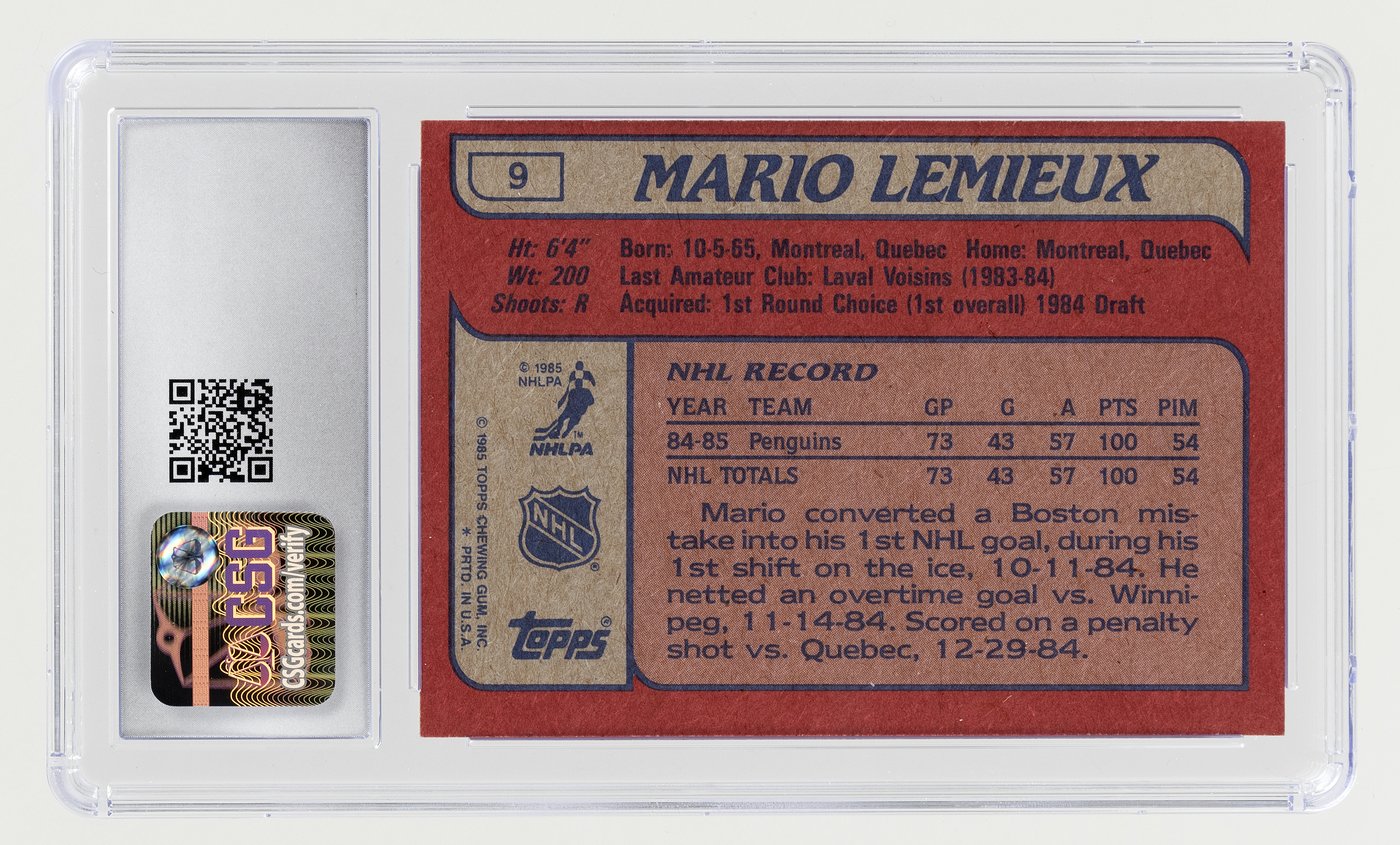 9 MARIO LEMIEUX
Ht: 6'4" Born: 10-5-65, Montreal, Quebec Home: Montreal, Quebec
Wt: 200 Last Amateur Club: Laval Voisins (1983-84)
Shoots: R Acquired: 1st Round Choice (1st overall) 1984 Draft
© 1985
NHLPA
TM
NHLPA
NHL
®
topps®
© 1985 TOPPS CHEWING GUM, INC.
* PRTD. IN U.S.A.
NHL RECORD
YEAR TEAM GP G .A PTS PIM
84-85 Penguins 73 43 57 100 54
NHL TOTALS 73 43 57 100 54
Mario converted a Boston mis-
take into his 1st NHL goal, during his
1st shift on the ice, 10-11-84. He
netted an overtime goal vs. Winni-
peg, 11-14-84. Scored on a penalty
shot vs. Quebec, 12-29-84.
CSG
CSGcards.com/verify